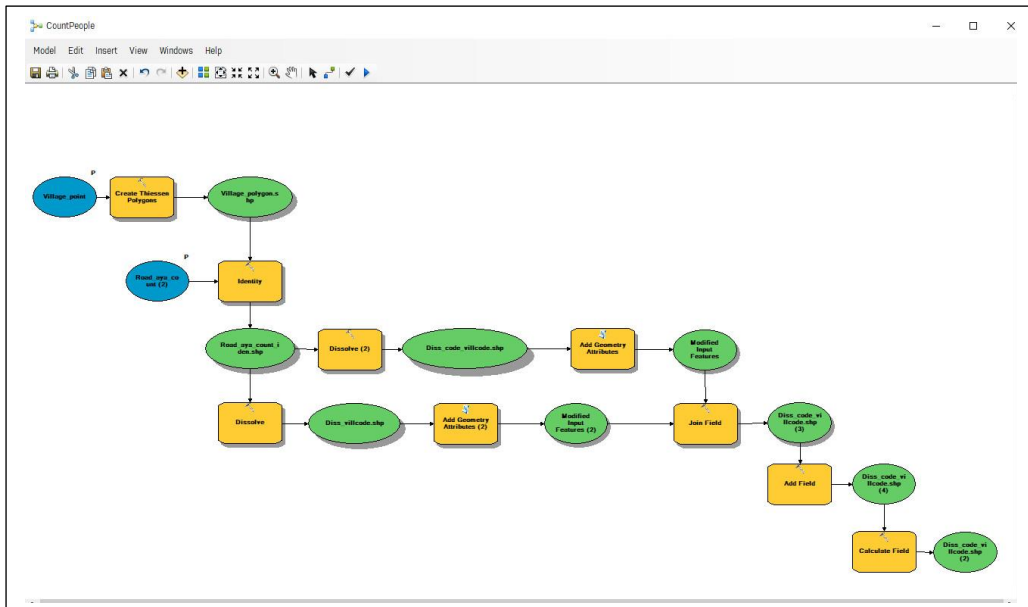 CountPeople
Model Edit Insert View Windows Help
P
Village_point
Create Thiessen
Polygons
Village_polygon.s
hp
P
Road_aya_co
unt (2)
Identity
Road_aya_count_i
den.shp
Dissolve (2)
Diss_code_villcode.shp
Add Geometry
Attributes
Modified
Input
Features
Dissolve
Diss_villcode.shp
Add Geometry
Attributes (2)
Modified
Input
Features (2)
Join Field
Diss_code_vi
llcode.shp
(3)
Add Field
Diss_code_vi
llcode.shp
(4)
Calculate Field
Diss_code_vi
llcode.shp
(2)